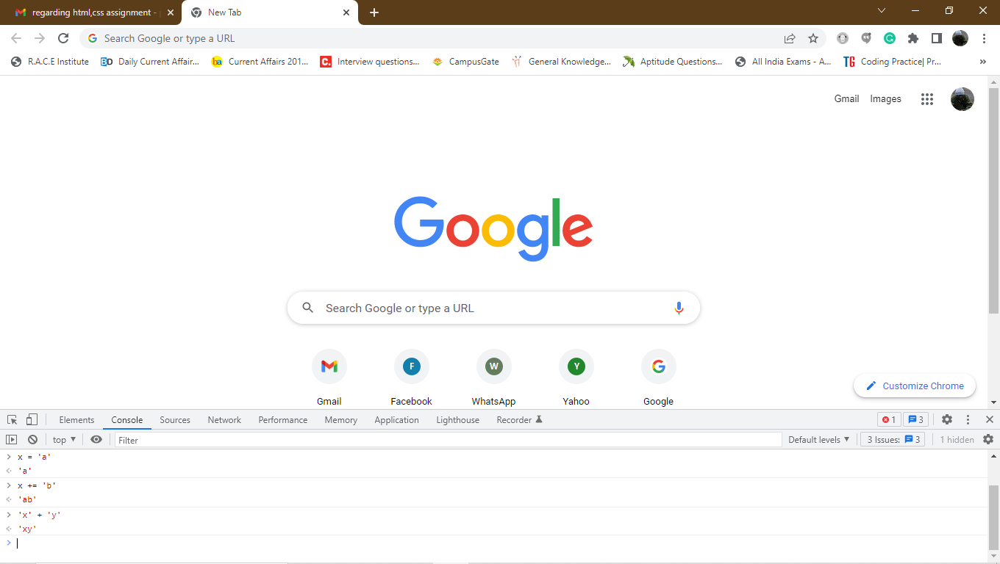 regarding html,css assignment -
New Tab
Search Google or type a URL
R.A.C.E Institute
BD Daily Current Affair...
ba Current Affairs 201...
C. Interview questions...
CampusGate
General Knowledge...
Aptitude Questions...
All India Exams - A...
TG Coding Practice| Pr...
»
Gmail Images
Google
Search Google or type a URL
F W Y
Gmail Facebook WhatsApp Yahoo Google
Customize Chrome
Elements Console Sources Network Performance Memory Application Lighthouse Recorder 1 3
top Filter Default levels 3 Issues: 3 1 hidden
> x = 'a'
'a'
> x += 'b'
'ab'
> 'x' + 'y'
'xy'
>